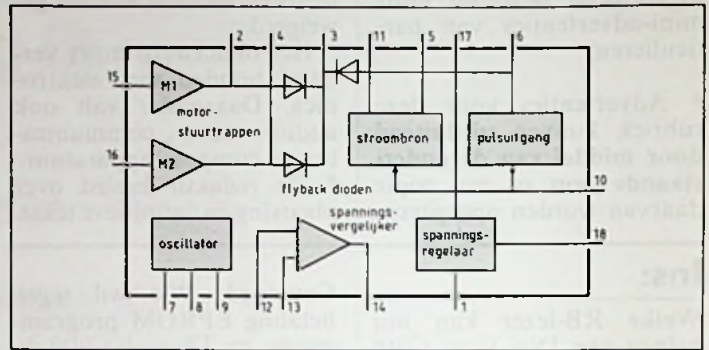 2 4 3 11 5 17 6
15 M1
motor-
stuurtrappen
16 M2
stroombron
pulsuitgang
flyback dioden
10
spannings-
vergelijker
oscillator
spannings-
regelaar
18
7 8 9 12 13 14 1